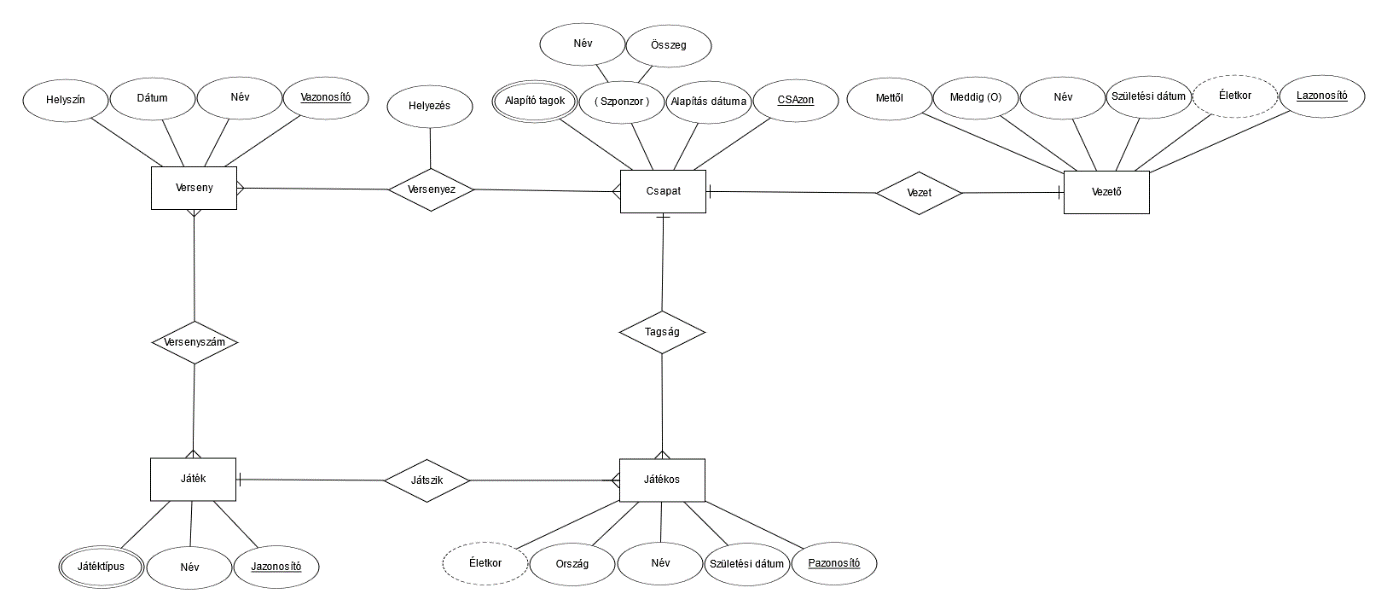 Név
Összeg
Helyszín
Dátum
Név
Vazonosító
Helyezés
Alapító tagok
( Szponzor )
Alapítás dátuma
CSAzon
Mettől
Meddig (O)
Név
Születési dátum
Életkor
Lazonosító
Verseny
Versenyez
Csapat
Vezet
Vezető
Versenyszám
Tagság
Játék
Játszik
Játékos
Játéktípus
Név
Jazonosító
Életkor
Ország
Név
Születési dátum
Pazonosító